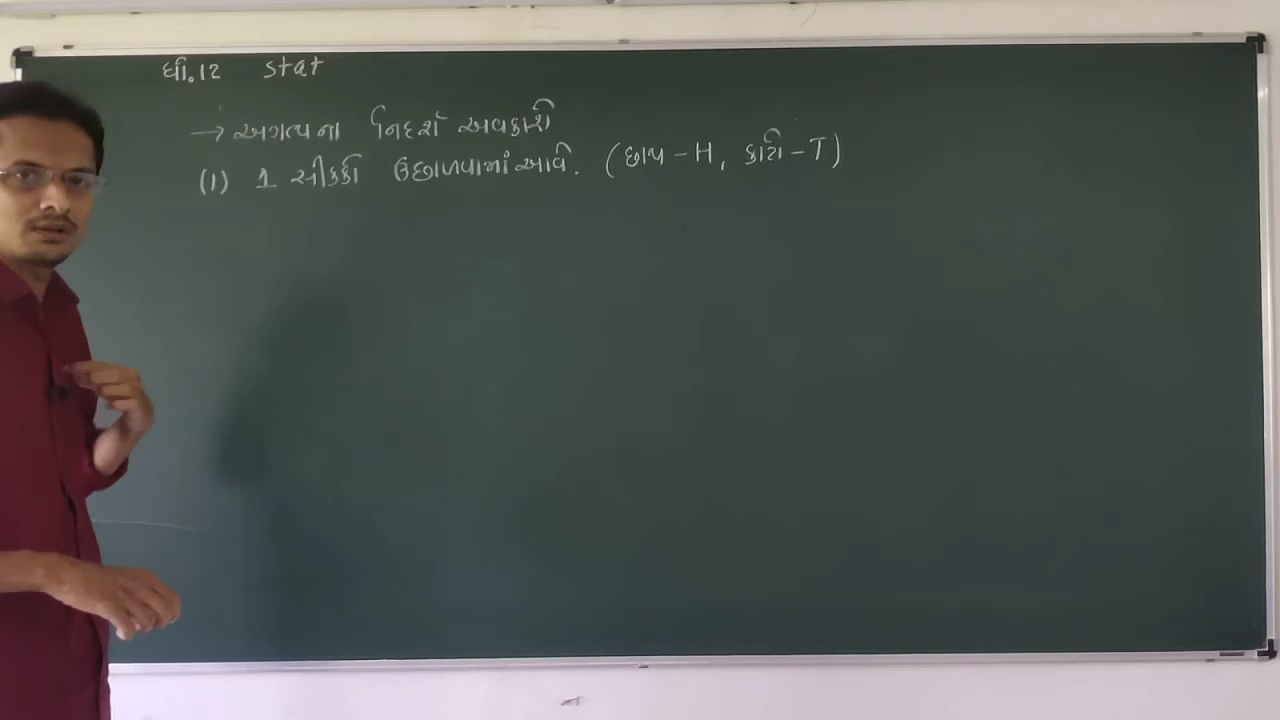 ધો.12 stat
→ અગત્યના નિદર્શ અવકાશો
(1) 1 સીક્કો ઉછાળવામાં આવે. (છાપ - H, કાટો - T)